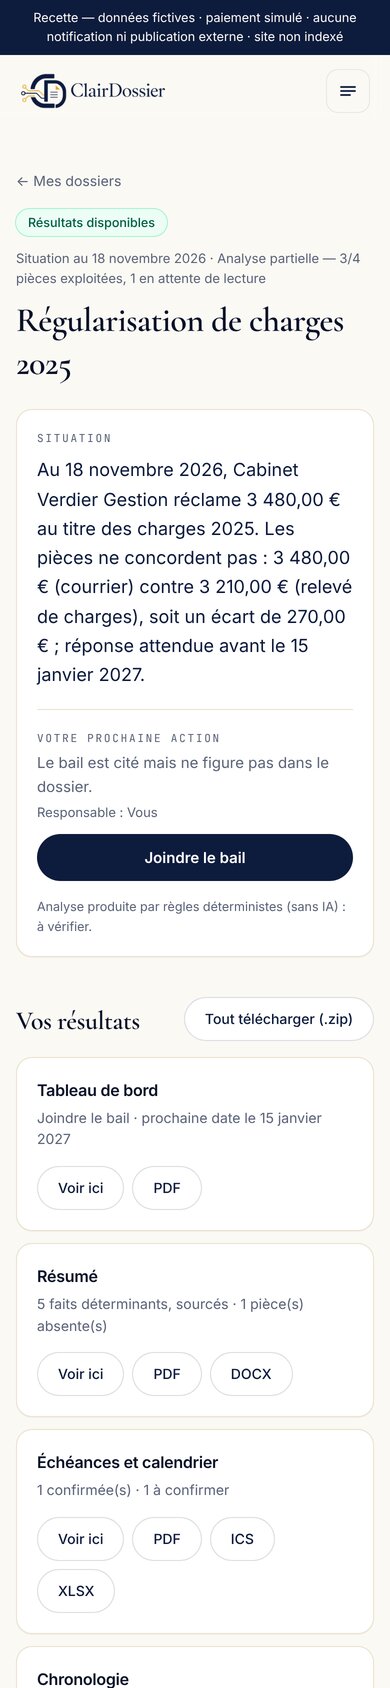 Recette — données fictives · paiement simulé · aucune
notification ni publication externe · site non indexé
ClairDossier
← Mes dossiers
Résultats disponibles
Situation au 18 novembre 2026 · Analyse partielle — 3/4
pièces exploitées, 1 en attente de lecture
Régularisation de charges
2025
SITUATION
Au 18 novembre 2026, Cabinet
Verdier Gestion réclame 3 480,00 €
au titre des charges 2025. Les
pièces ne concordent pas : 3 480,00
€ (courrier) contre 3 210,00 € (relevé
de charges), soit un écart de 270,00
€ ; réponse attendue avant le 15
janvier 2027.
VOTRE PROCHAINE ACTION
Le bail est cité mais ne figure pas dans le
dossier.
Responsable : Vous
Joindre le bail
Analyse produite par règles déterministes (sans IA) :
à vérifier.
Vos résultats
Tout télécharger (.zip)
Tableau de bord
Joindre le bail · prochaine date le 15 janvier
2027
Voir ici
PDF
Résumé
5 faits déterminants, sourcés · 1 pièce(s)
absente(s)
Voir ici
PDF
DOCX
Échéances et calendrier
1 confirmée(s) · 1 à confirmer
Voir ici
PDF
ICS
XLSX
Chronologie